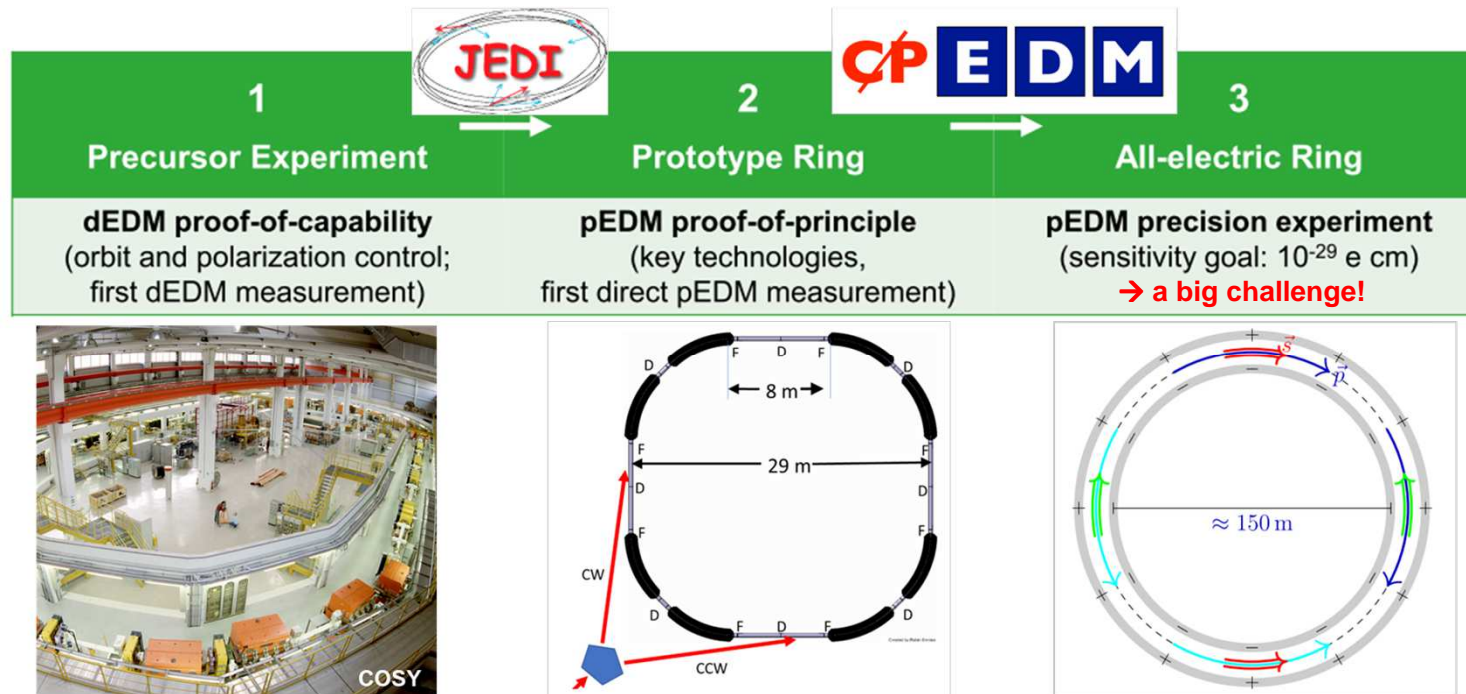 JEDI
CP EDM
1
Precursor Experiment
2
Prototype Ring
3
All-electric Ring
dEDM proof-of-capability
(orbit and polarization control;
first dEDM measurement)
pEDM proof-of-principle
(key technologies,
first direct pEDM measurement)
pEDM precision experiment
(sensitivity goal: 10⁻²⁹ e cm)
→ a big challenge!
COSY
F D F
D D
8 m
F F
29 m
D D
F F
CW
D D
F D F
CCW
s⃗
p⃗
≈ 150 m